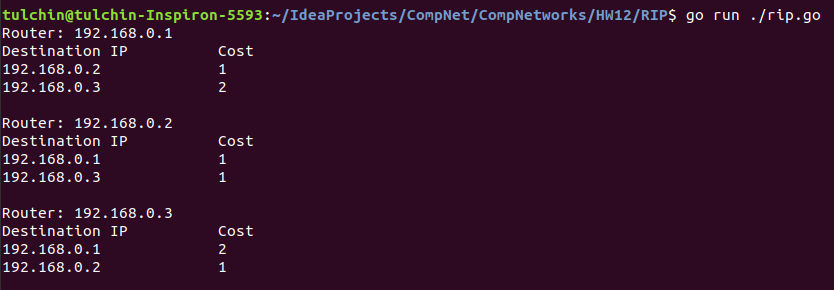 tulchin@tulchin-Inspiron-5593:~/IdeaProjects/CompNet/CompNetworks/HW12/RIP$ go run ./rip.go
Router: 192.168.0.1
Destination IP Cost
192.168.0.2 1
192.168.0.3 2
Router: 192.168.0.2
Destination IP Cost
192.168.0.1 1
192.168.0.3 1
Router: 192.168.0.3
Destination IP Cost
192.168.0.1 2
192.168.0.2 1